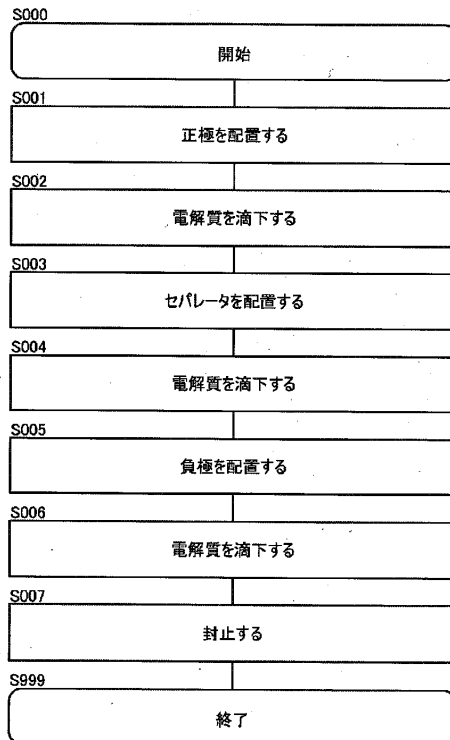 S000
開始
S001
正極を配置する
S002
電解質を滴下する
S003
セパレータを配置する
S004
電解質を滴下する
S005
負極を配置する
S006
電解質を滴下する
S007
封止する
S999
終了